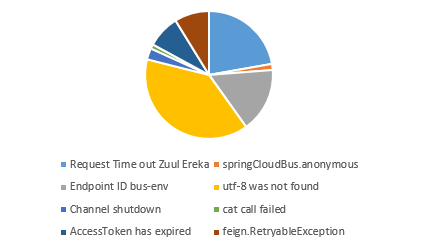 Request Time out Zuul Ereka springCloudBus.anonymous
Endpoint ID bus-env utf-8 was not found
Channel shutdown cat call failed
AccessToken has expired feign.RetryableException